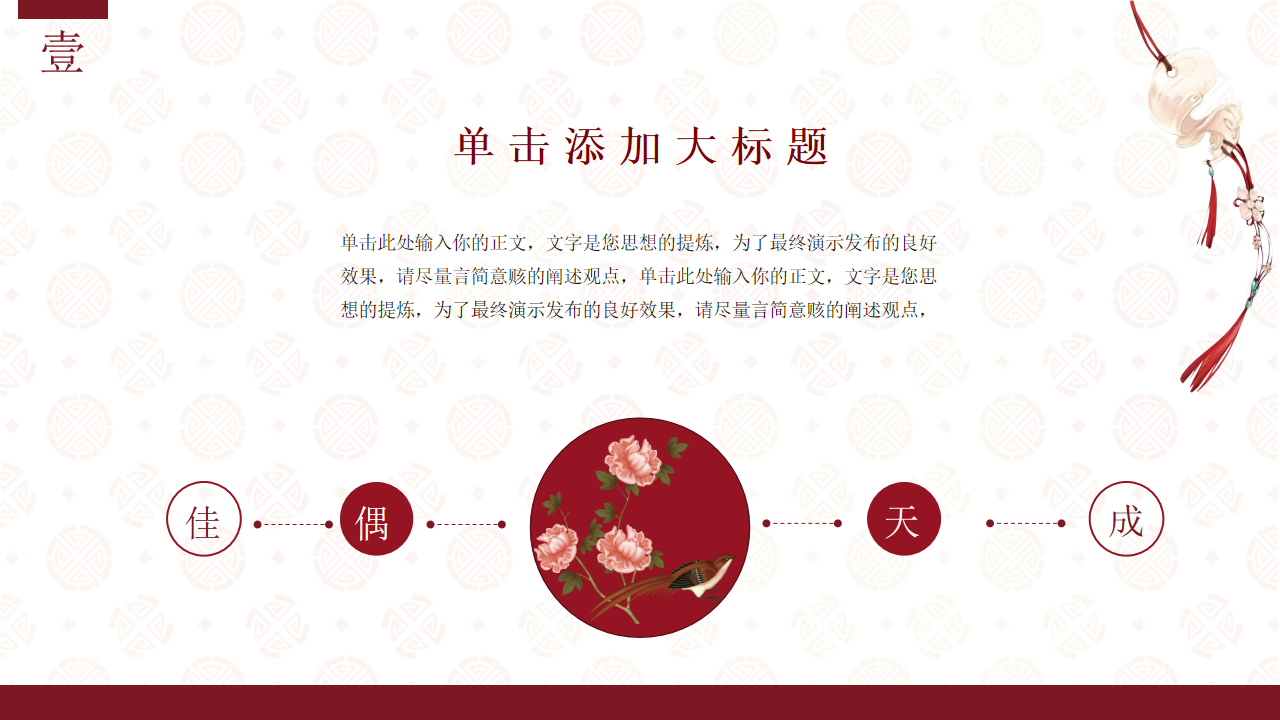 壹
单击添加大标题
单击此处输入你的正文，文字是您思想的提炼，为了最终演示发布的良好
效果，请尽量言简意赅的阐述观点，单击此处输入你的正文，文字是您思
想的提炼，为了最终演示发布的良好效果，请尽量言简意赅的阐述观点，
佳 偶 天 成